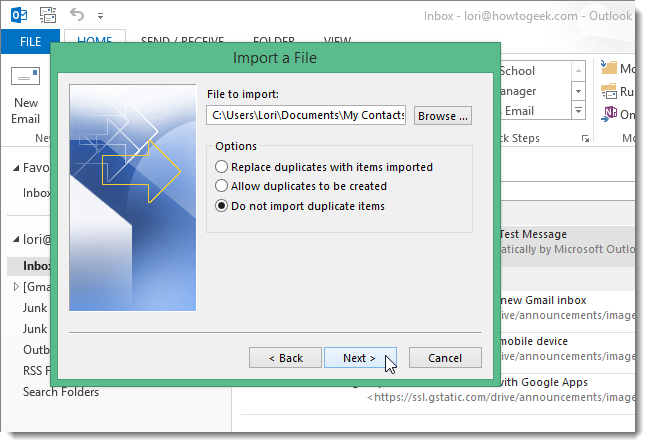 Inbox - lori@howtogeek.com - Outlook
FILE HOME SEND / RECEIVE FOLDER VIEW
Import a File
File to import:
C:\Users\Lori\Documents\My Contacts
Browse ...
Options
Replace duplicates with items imported
Allow duplicates to be created
Do not import duplicate items
< Back
Next >
Cancel
New
Email
School
Manager
Email
Mo
Ru
On
Quick Steps
Favo
Inbox
lori@
Inbox
[Gma
Junk
Junk
Outb
RSS F
Search Folders
Test Message
matically by Microsoft Outlo
new Gmail inbox
drive/announcements/image
mobile device
drive/announcements/image
with Google Apps
<https://ssl.gstatic.com/drive/announcements/image